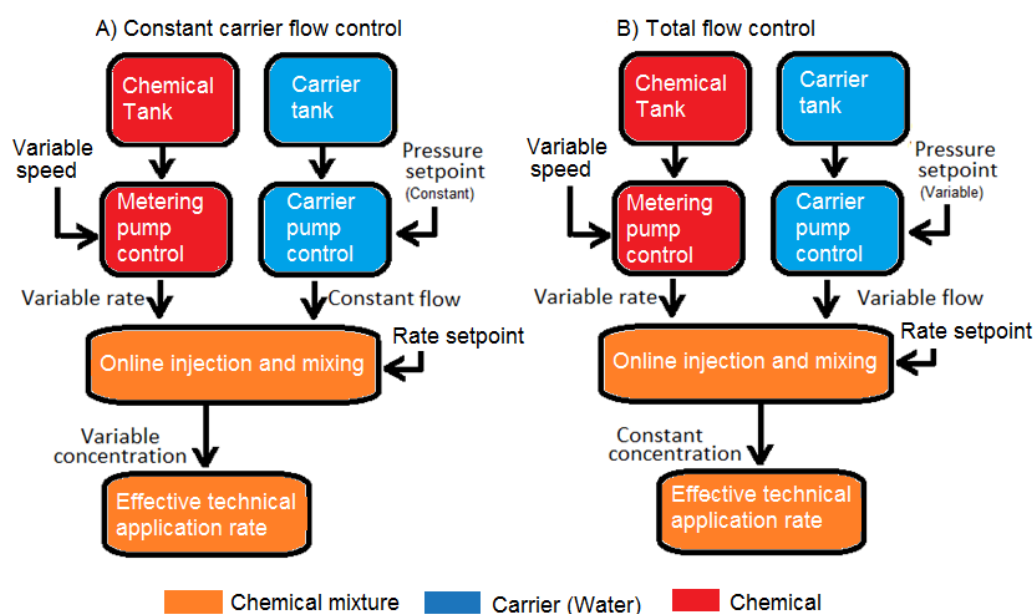 A) Constant carrier flow control
Chemical
Tank
Carrier
tank
Variable
speed
Pressure
setpoint
(Constant)
Metering
pump
control
Carrier
pump
control
Variable rate
Constant flow
Rate setpoint
Online injection and mixing
Variable
concentration
Effective technical
application rate
B) Total flow control
Chemical
Tank
Carrier
tank
Variable
speed
Pressure
setpoint
(Variable)
Metering
pump
control
Carrier
pump
control
Variable rate
Variable flow
Rate setpoint
Online injection and mixing
Constant
concentration
Effective technical
application rate
Chemical mixture
Carrier (Water)
Chemical